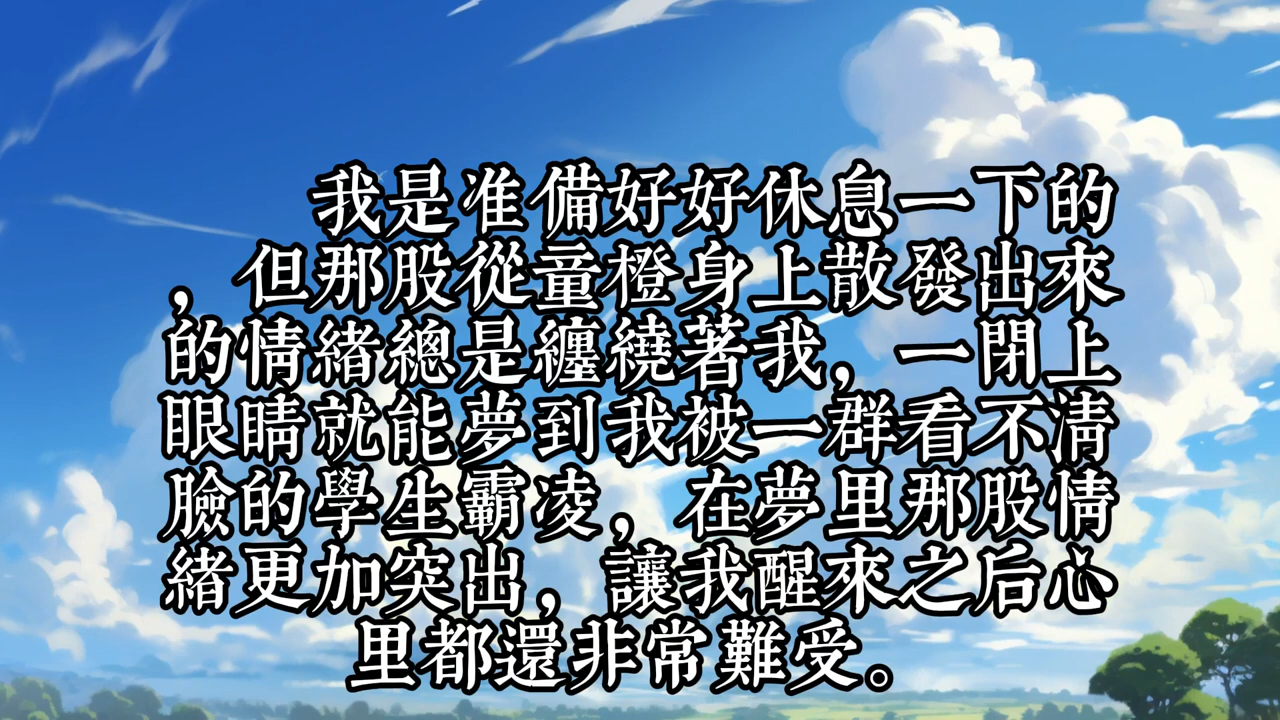 我是准備好好休息一下的
，但那股從童橙身上散發出來
的情緒總是纏繞著我，一閉上
眼睛就能夢到我被一群看不清
臉的學生霸凌，在夢里那股情
緒更加突出，讓我醒來之后心
里都還非常難受。